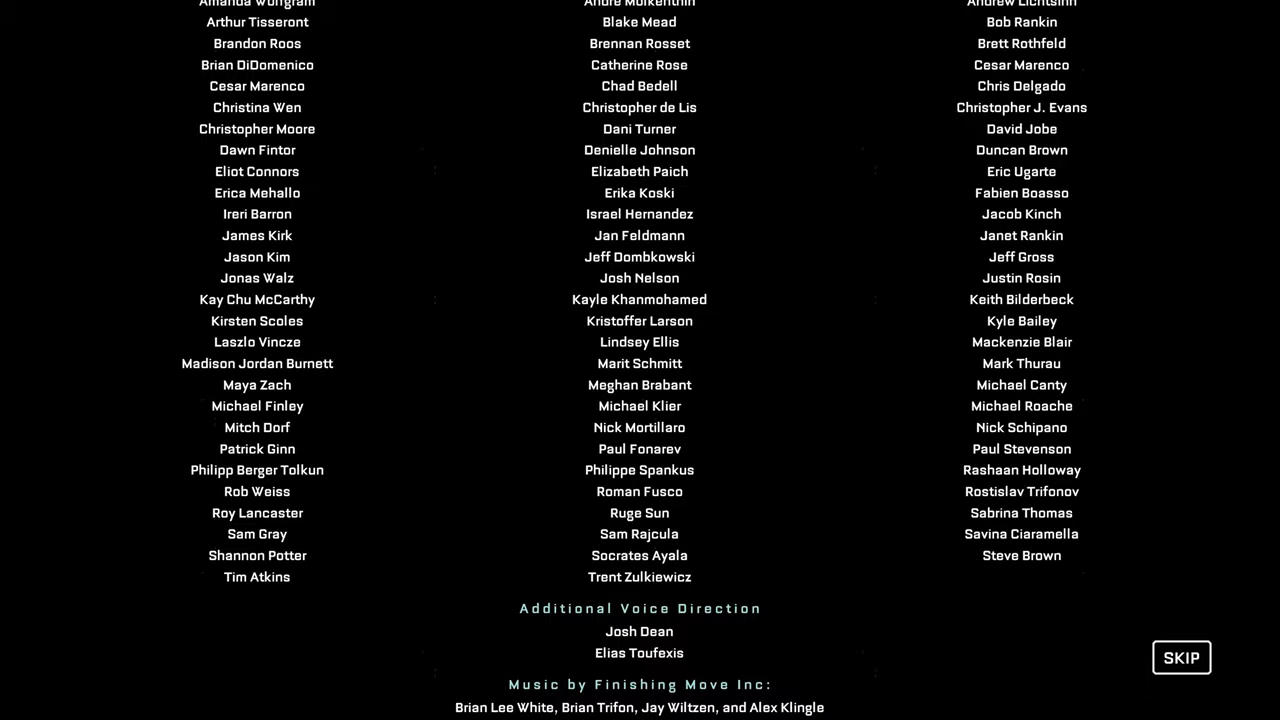 Amanda Wohgram Andre Molkenthin Andrew Lichtsinn
Arthur Tisseront Blake Mead Bob Rankin
Brandon Roos Brennan Rosset Brett Rothfeld
Brian DiDomenico Catherine Rose Cesar Marenco
Cesar Marenco Chad Bedell Chris Delgado
Christina Wen Christopher de Lis Christopher J. Evans
Christopher Moore Dani Turner David Jobe
Dawn Fintor Denielle Johnson Duncan Brown
Eliot Connors Elizabeth Paich Eric Ugarte
Erica Mehallo Erika Koski Fabien Boasso
Ireri Barron Israel Hernandez Jacob Kinch
James Kirk Jan Feldmann Janet Rankin
Jason Kim Jeff Dombkowski Jeff Gross
Jonas Walz Josh Nelson Justin Rosin
Kay Chu McCarthy Kayle Khanmohamed Keith Bilderbeck
Kirsten Scoles Kristoffer Larson Kyle Bailey
Laszlo Vincze Lindsey Ellis Mackenzie Blair
Madison Jordan Burnett Marit Schmitt Mark Thurau
Maya Zach Meghan Brabant Michael Canty
Michael Finley Michael Klier Michael Roache
Mitch Dorf Nick Mortillaro Nick Schipano
Patrick Ginn Paul Fonarev Paul Stevenson
Philipp Berger Tolkun Philippe Spankus Rashaan Holloway
Rob Weiss Roman Fusco Rostislav Trifonov
Roy Lancaster Ruge Sun Sabrina Thomas
Sam Gray Sam Rajcula Savina Ciaramella
Shannon Potter Socrates Ayala Steve Brown
Tim Atkins Trent Zulkiewicz
Additional Voice Direction
Josh Dean
Elias Toufexis
SKIP
Music by Finishing Move Inc:
Brian Lee White, Brian Trifon, Jay Wiltzen, and Alex Klingle